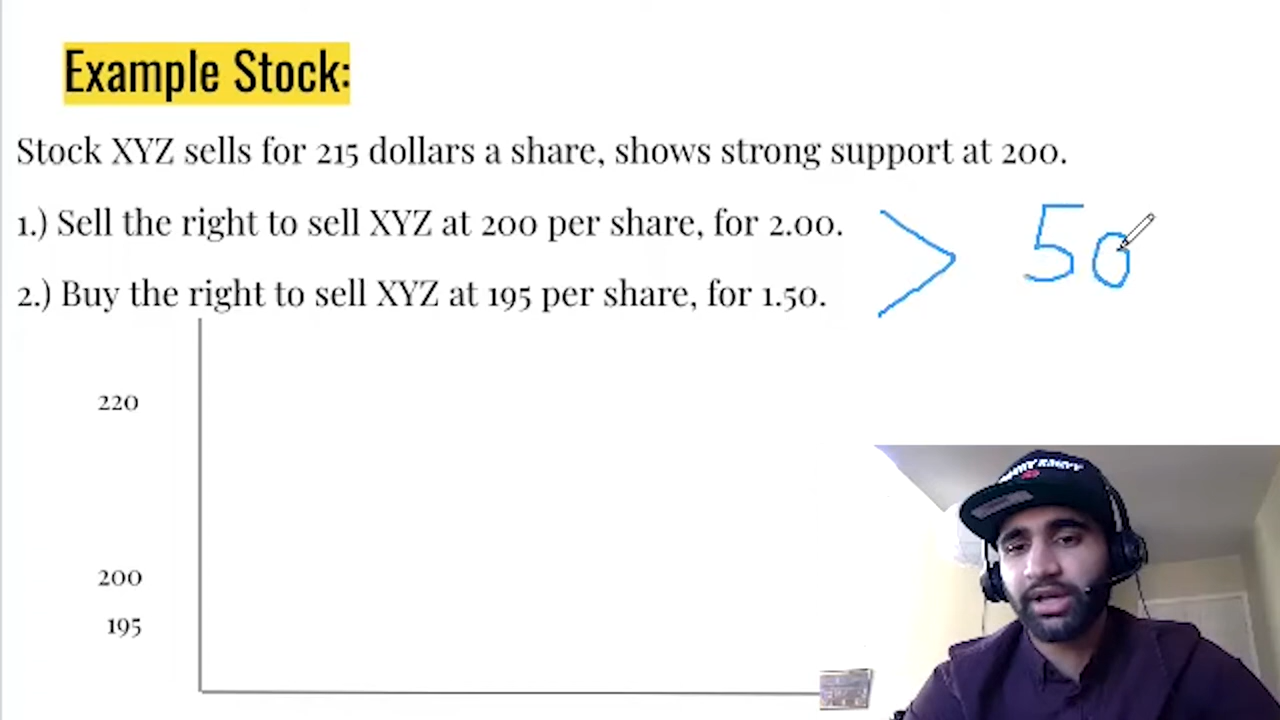 Example Stock:
Stock XYZ sells for 215 dollars a share, shows strong support at 200.
1.) Sell the right to sell XYZ at 200 per share, for 2.00.
2.) Buy the right to sell XYZ at 195 per share, for 1.50.
> 50
220
200
195